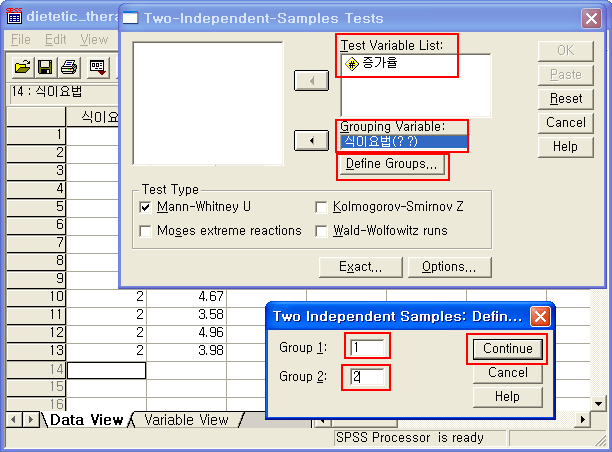 dietetic_thera
File Edit View
14 : 식이요법
식이요
1
2
3
4
5
6
7
8
9
10 2 4.67
11 2 3.58
12 2 4.96
13 2 3.98
14
15
16
Data View Variable View
SPSS Processor is ready
Two-Independent-Samples Tests
Test Variable List:
# 증가율
Grouping Variable:
식이요법(? ?)
Define Groups...
OK
Paste
Reset
Cancel
Help
Test Type
Mann-Whitney U
Kolmogorov-Smirnov Z
Moses extreme reactions
Wald-Wolfowitz runs
Exact...
Options...
Two Independent Samples: Defin...
Group 1: 1
Group 2: 2
Continue
Cancel
Help